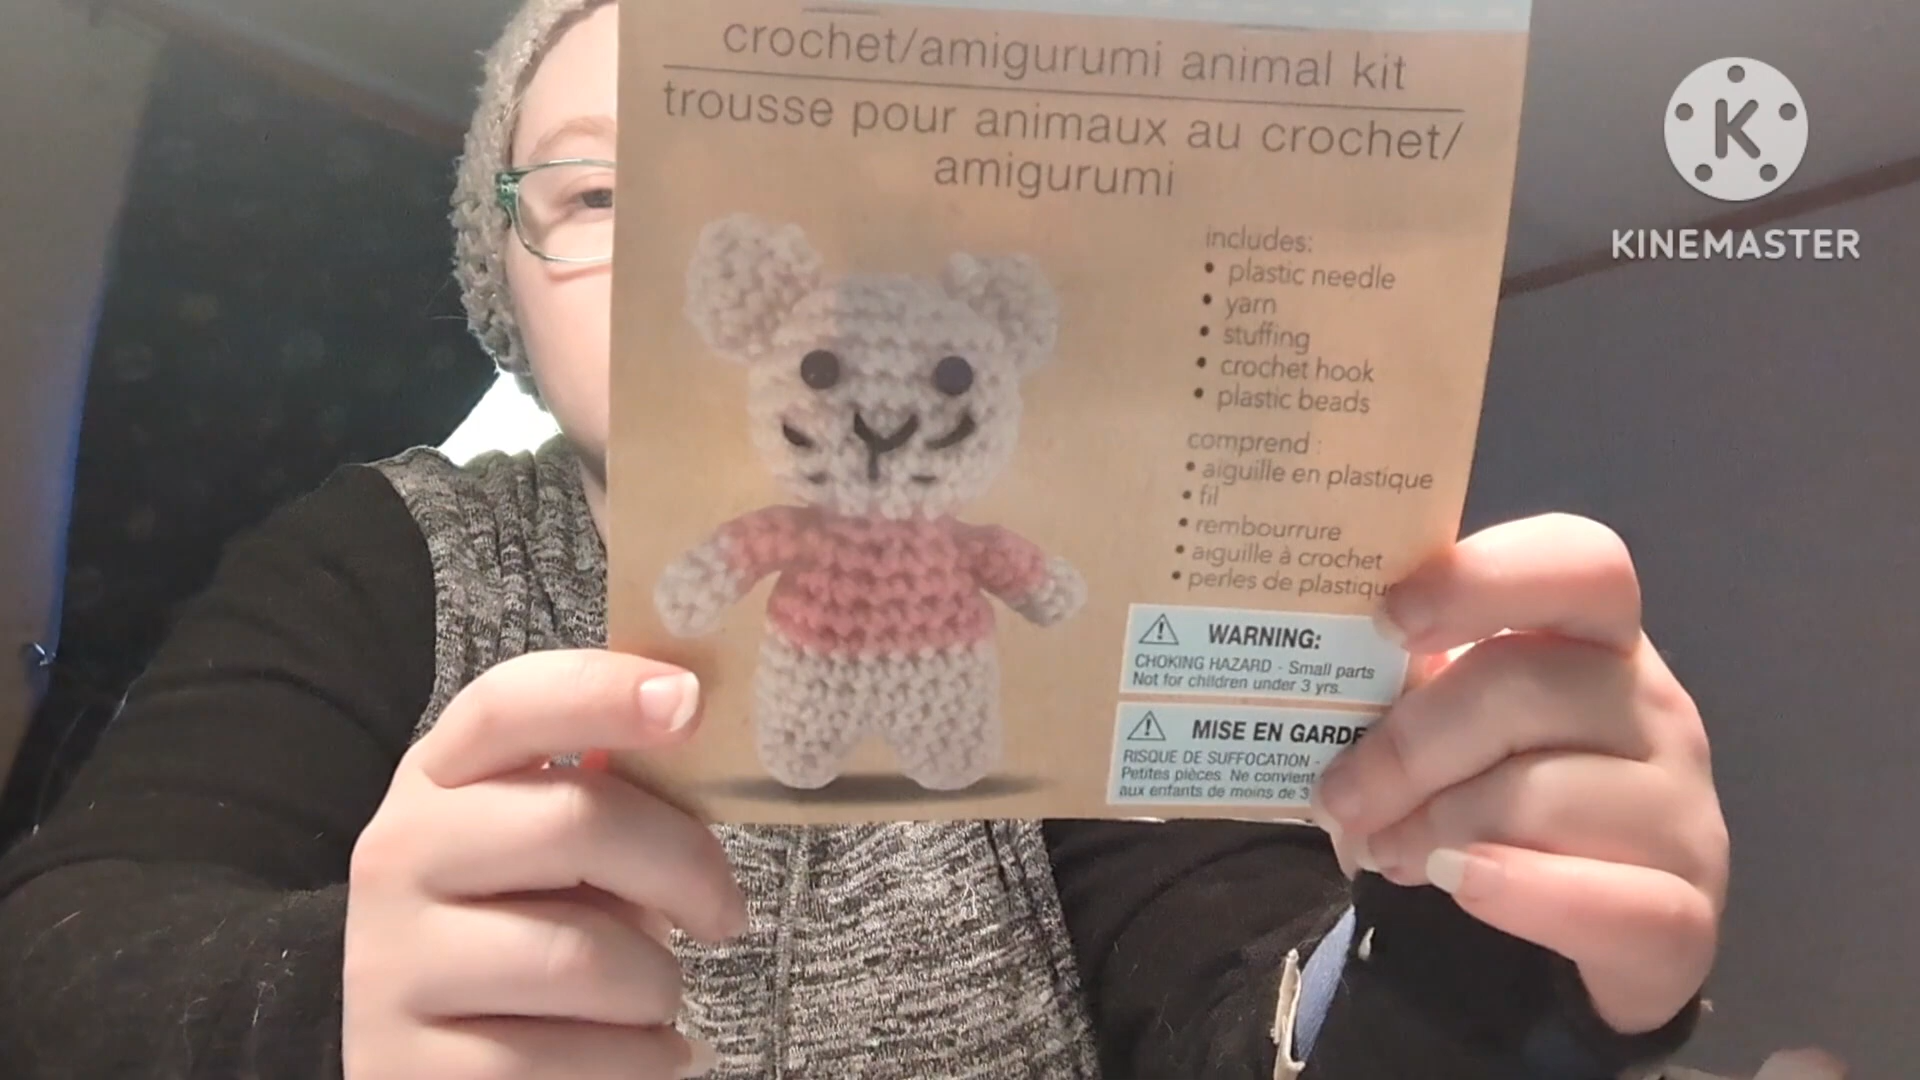 crochet/amigurumi animal kit
trousse pour animaux au crochet/
amigurumi
includes:
• plastic needle
• yarn
• stuffing
• crochet hook
• plastic beads
comprend :
• aiguille en plastique
• fil
• rembourrure
• aiguille à crochet
• perles de plastique
WARNING:
CHOKING HAZARD - Small parts
Not for children under 3 yrs.
MISE EN GARDE
RISQUE DE SUFFOCATION -
Petites pièces. Ne convient
aux enfants de moins de 3
K
KINEMASTER